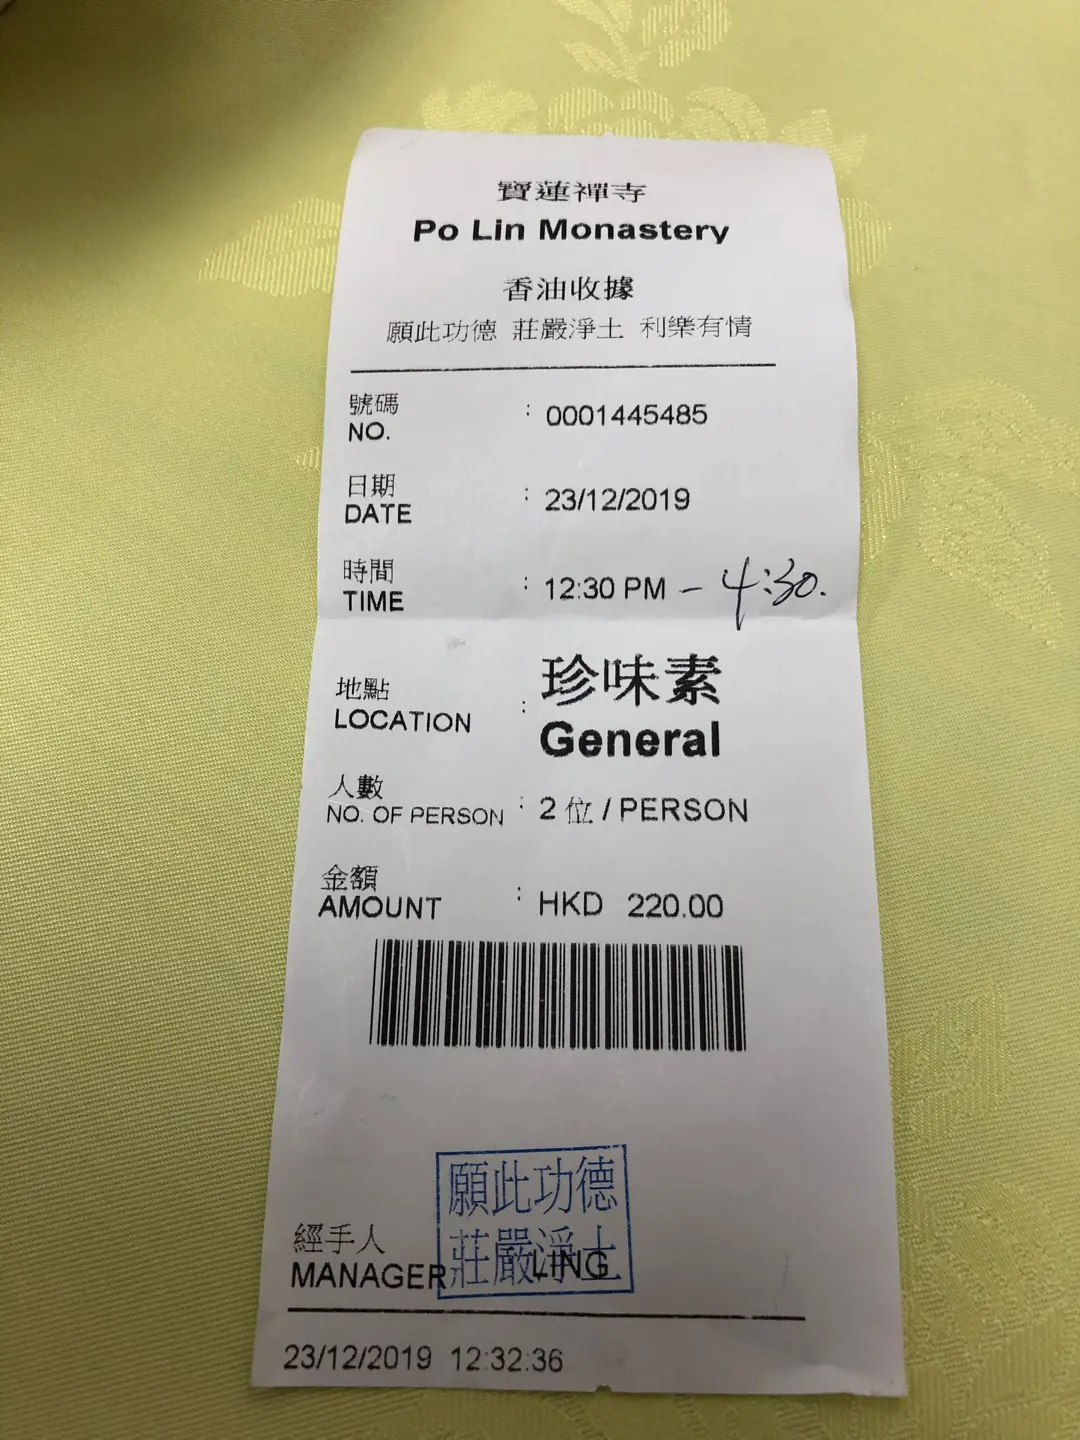 寶蓮禪寺
Po Lin Monastery
香油收據
願此功德 莊嚴淨土 利樂有情
號碼
NO. : 0001445485
日期
DATE : 23/12/2019
時間
TIME : 12:30 PM – 4:30.
地點
LOCATION : 珍味素
General
人數
NO. OF PERSON : 2 位 / PERSON
金額
AMOUNT : HKD 220.00
願此功德
莊嚴淨土
經手人
MANAGER LING
23/12/2019 12:32:36